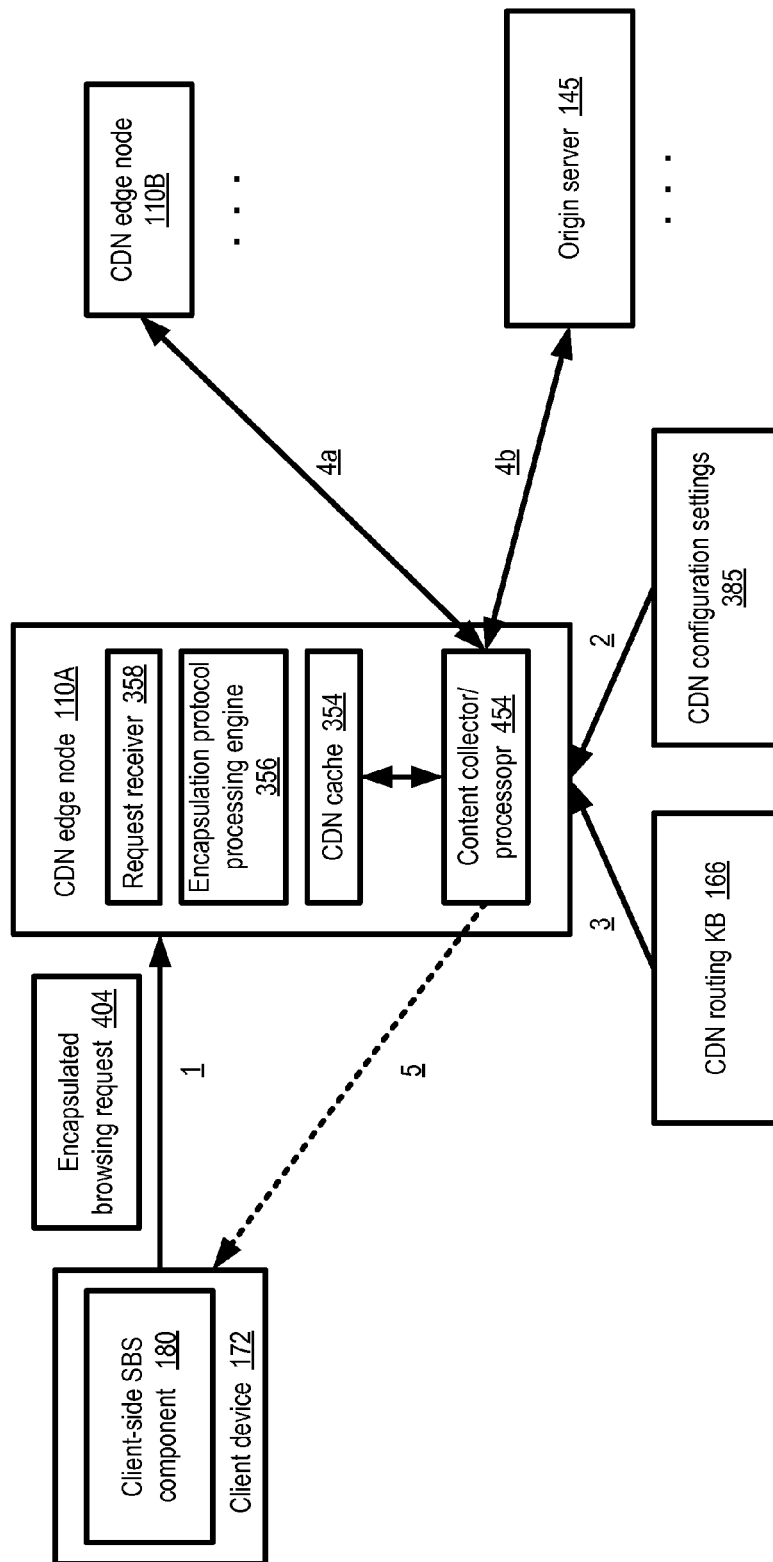 Client-side SBS
component 180
Client device 172
Encapsulated
browsing request 404
1
5
CDN edge node 110A
Request receiver 358
Encapsulation protocol
processing engine
356
CDN cache 354
Content collector/
processopr 454
4a
4b
CDN edge node
110B
. . .
Origin server 145
. . .
3
2
CDN routing KB 166
CDN configuration settings
385